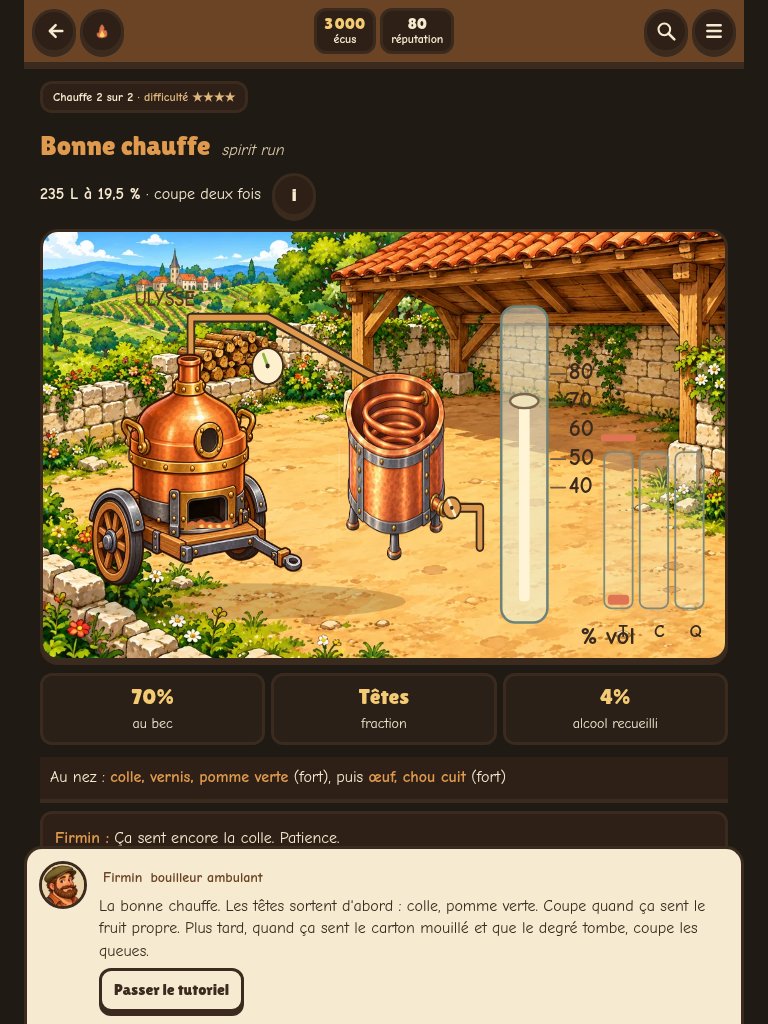 3 000
écus
80
réputation
Chauffe 2 sur 2 · difficulté ★★★★
Bonne chauffe spirit run
235 L à 19,5 % · coupe deux fois
i
ULYSSE
80
70
60
50
40
% vol
T C Q
70%
au bec
Têtes
fraction
4%
alcool recueilli
Au nez : colle, vernis, pomme verte (fort), puis œuf, chou cuit (fort)
Firmin : Ça sent encore la colle. Patience.
Firmin bouilleur ambulant
La bonne chauffe. Les têtes sortent d'abord : colle, pomme verte. Coupe quand ça sent le
fruit propre. Plus tard, quand ça sent le carton mouillé et que le degré tombe, coupe les
queues.
Passer le tutoriel